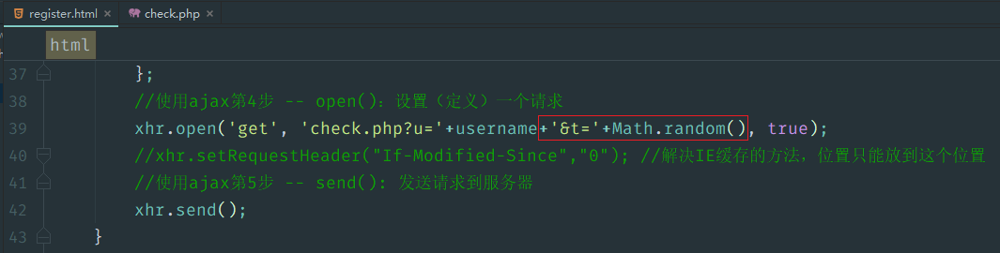 register.html × check.php ×
html
37 };
38 //使用ajax第4步 -- open()：设置（定义）一个请求
39 xhr.open('get', 'check.php?u='+username+'&t='+Math.random(), true);
40 //xhr.setRequestHeader("If-Modified-Since","0"); //解决IE缓存的方法，位置只能放到这个位置
41 //使用ajax第5步 -- send(): 发送请求到服务器
42 xhr.send();
43 }